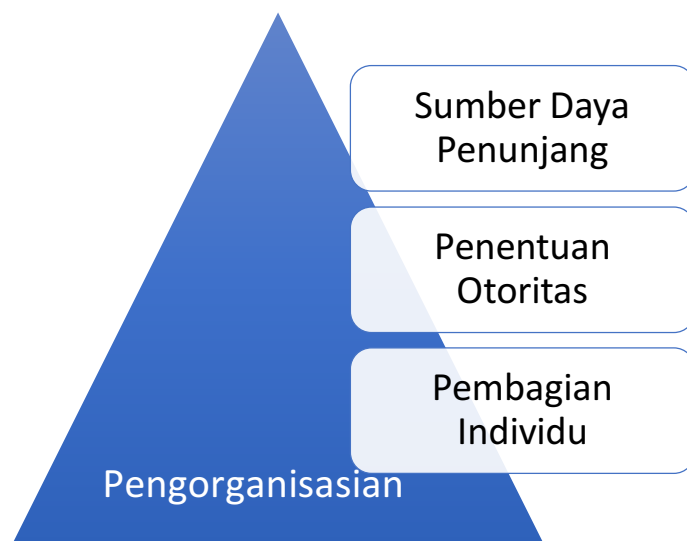 Sumber Daya
Penunjang
Penentuan
Otoritas
Pembagian
Individu
Pengorganisasian